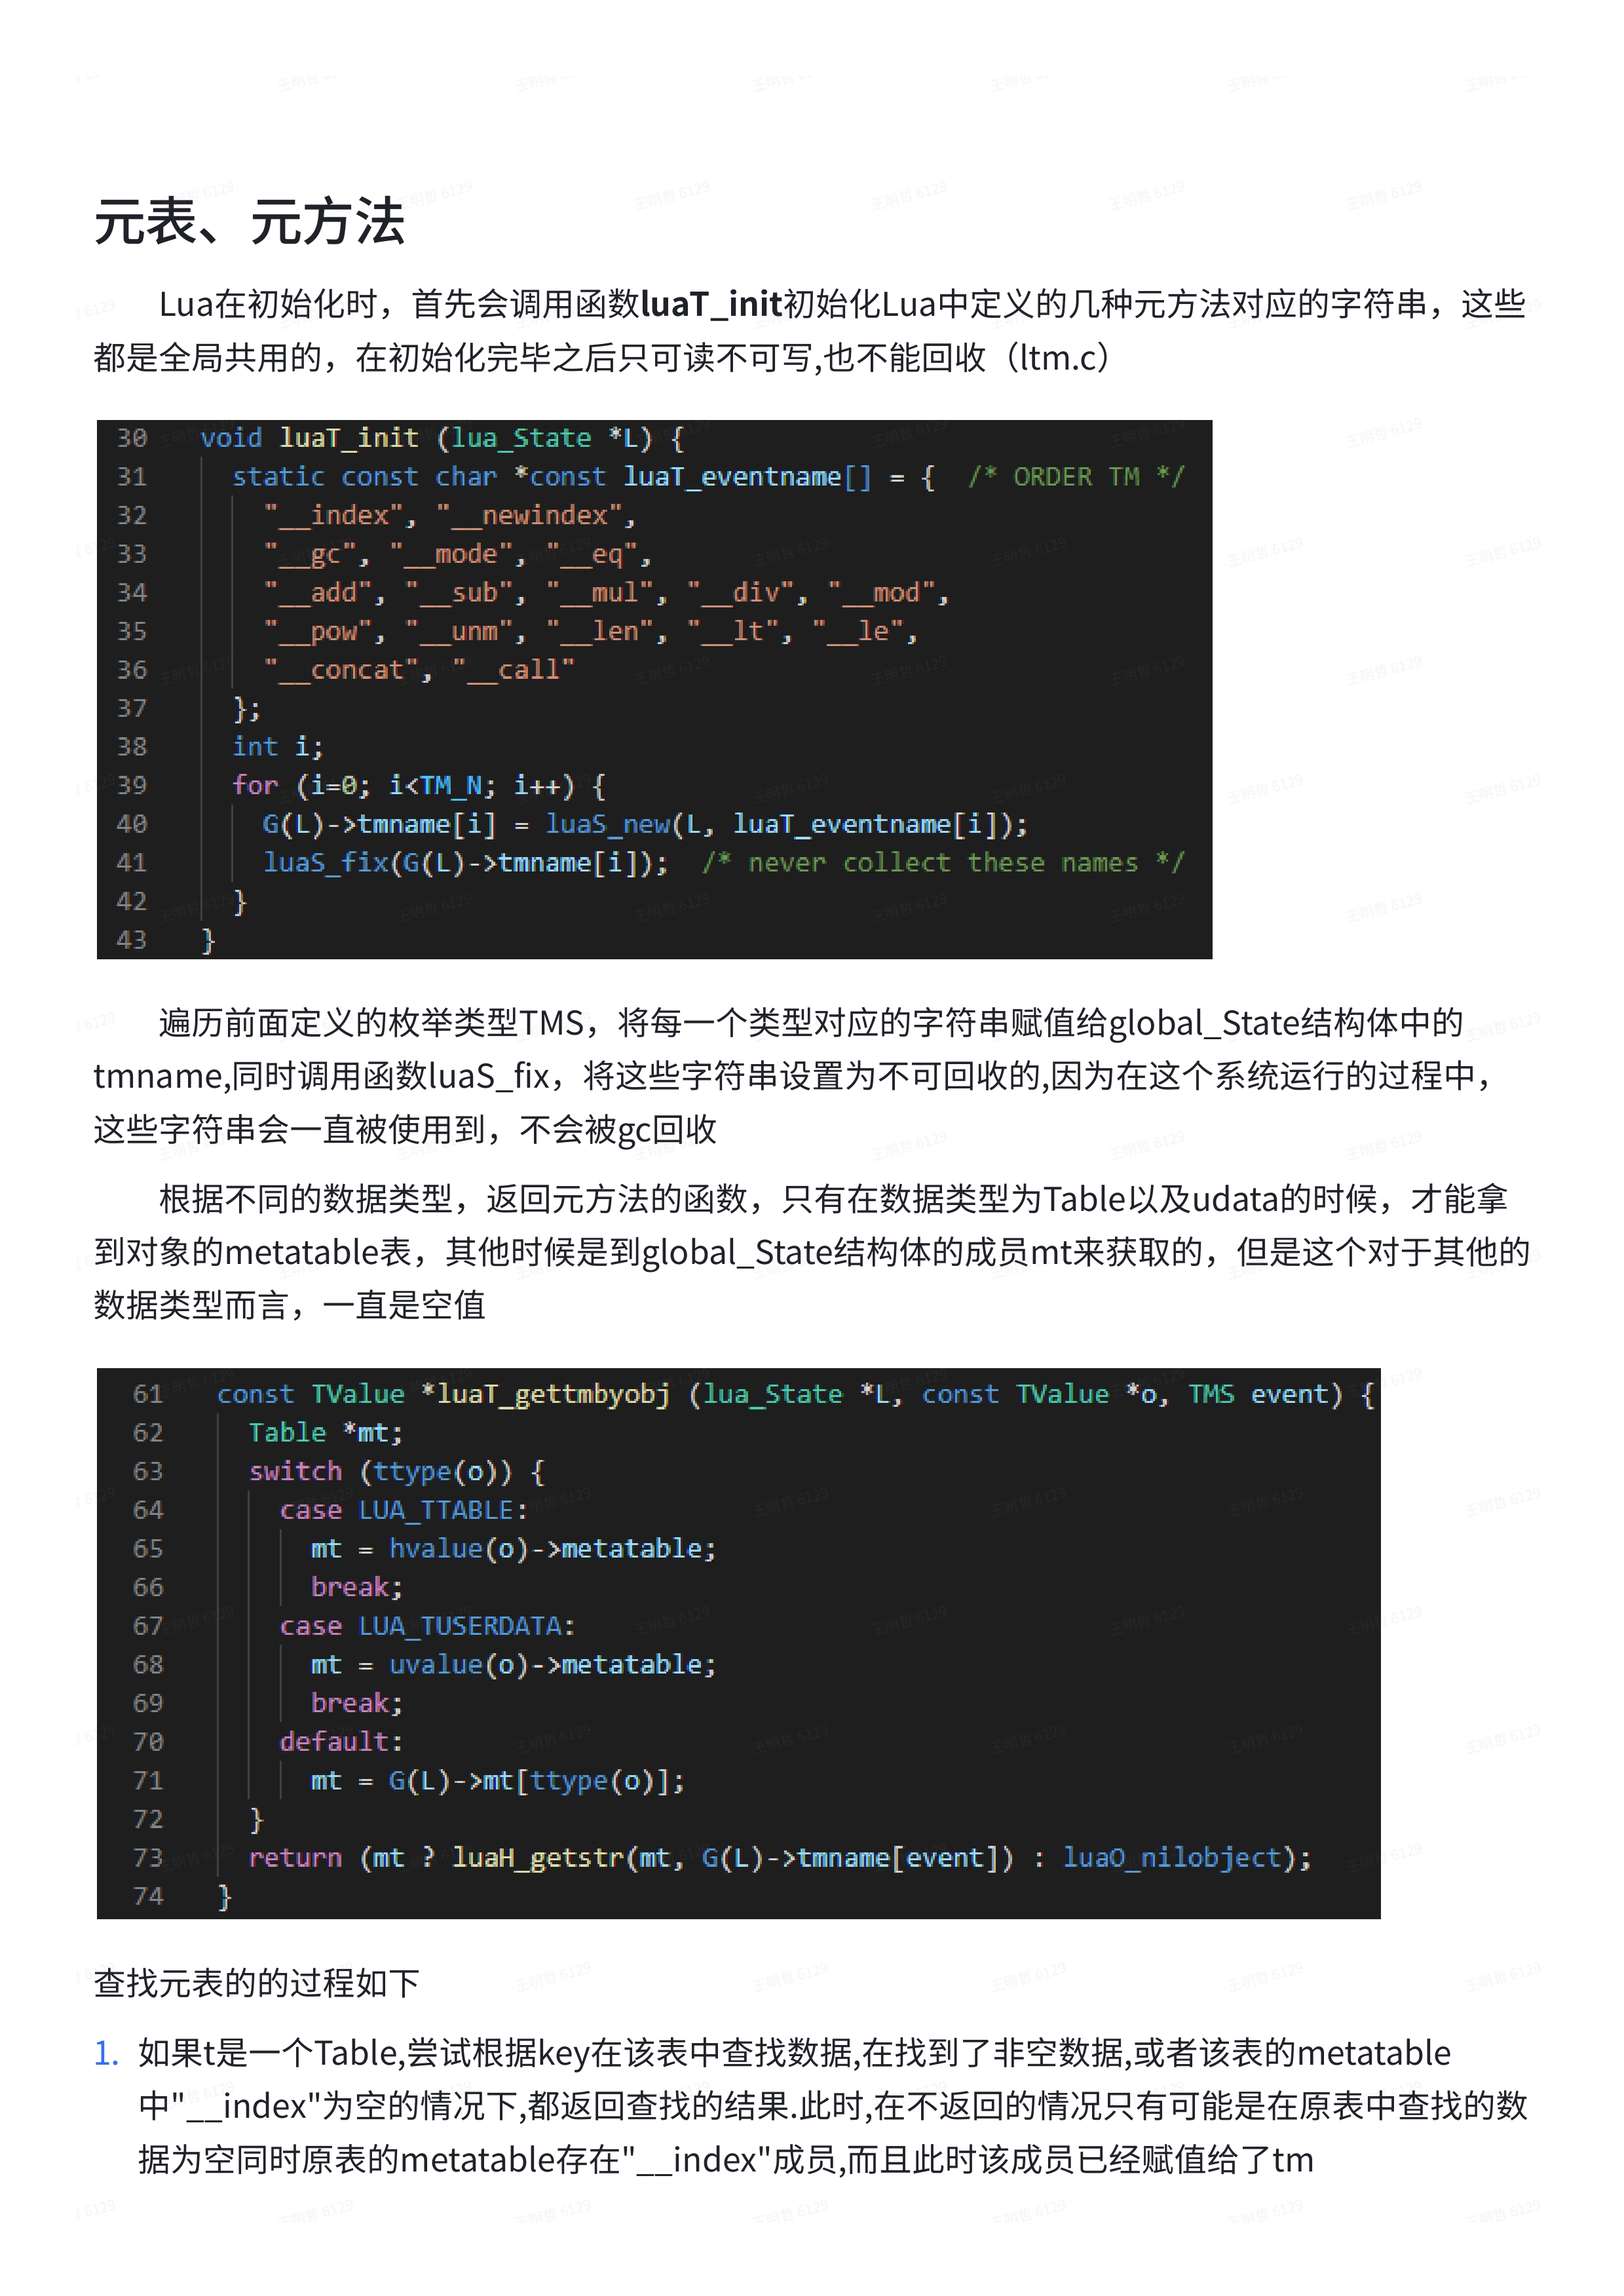 元表、元方法
Lua在初始化时，首先会调用函数luaT_init初始化Lua中定义的几种元方法对应的字符串，这些
都是全局共用的，在初始化完毕之后只可读不可写,也不能回收（ltm.c）
30 void luaT_init (lua_State *L) {
31 static const char *const luaT_eventname[] = { /* ORDER TM */
32 "__index", "__newindex",
33 "__gc", "__mode", "__eq",
34 "__add", "__sub", "__mul", "__div", "__mod",
35 "__pow", "__unm", "__len", "__lt", "__le",
36 "__concat", "__call"
37 };
38 int i;
39 for (i=0; i<TM_N; i++) {
40 G(L)->tmname[i] = luaS_new(L, luaT_eventname[i]);
41 luaS_fix(G(L)->tmname[i]); /* never collect these names */
42 }
43 }
遍历前面定义的枚举类型TMS，将每一个类型对应的字符串赋值给global_State结构体中的
tmname,同时调用函数luaS_fix，将这些字符串设置为不可回收的,因为在这个系统运行的过程中，
这些字符串会一直被使用到，不会被gc回收
根据不同的数据类型，返回元方法的函数，只有在数据类型为Table以及udata的时候，才能拿
到对象的metatable表，其他时候是到global_State结构体的成员mt来获取的，但是这个对于其他的
数据类型而言，一直是空值
61 const TValue *luaT_gettmbyobj (lua_State *L, const TValue *o, TMS event) {
62 Table *mt;
63 switch (ttype(o)) {
64 case LUA_TTABLE:
65 mt = hvalue(o)->metatable;
66 break;
67 case LUA_TUSERDATA:
68 mt = uvalue(o)->metatable;
69 break;
70 default:
71 mt = G(L)->mt[ttype(o)];
72 }
73 return (mt ? luaH_getstr(mt, G(L)->tmname[event]) : luaO_nilobject);
74 }
查找元表的的过程如下
1. 如果t是一个Table,尝试根据key在该表中查找数据,在找到了非空数据,或者该表的metatable
中"__index"为空的情况下,都返回查找的结果.此时,在不返回的情况只有可能是在原表中查找的数
据为空同时原表的metatable存在"__index"成员,而且此时该成员已经赋值给了tm
王明哲 6129